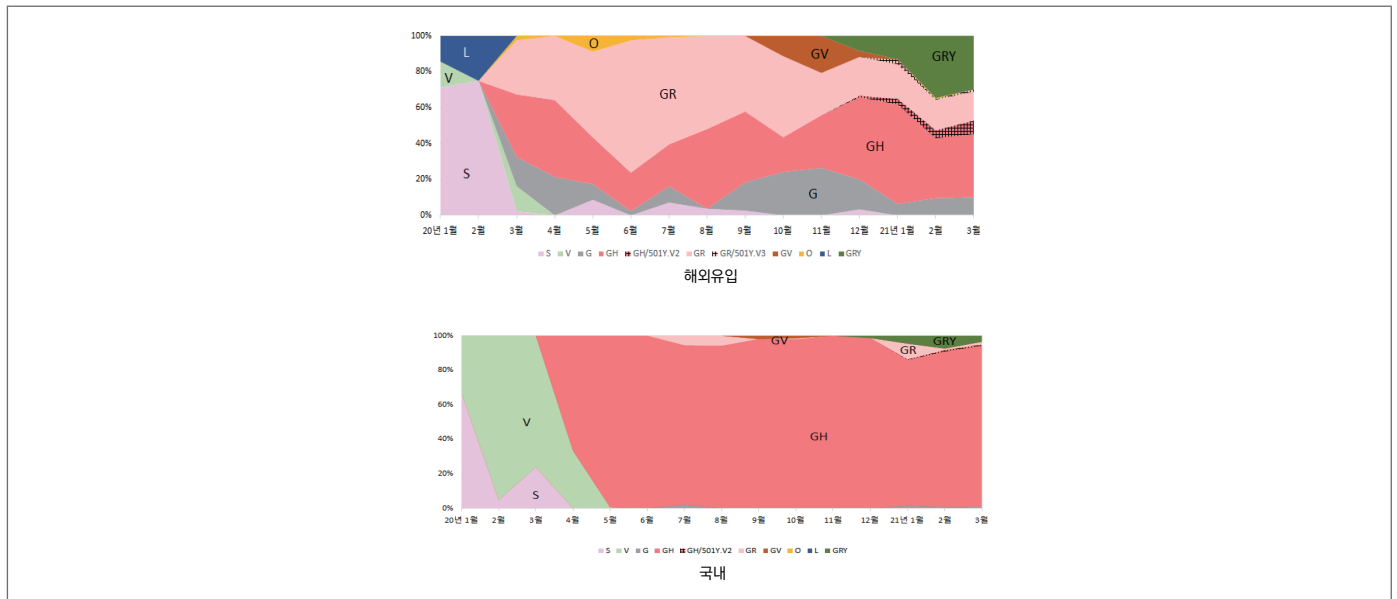 100%
80%
60%
40%
20%
0%
L
V
S
O
GR
GV
GH
G
GRY
20년 1월 2월 3월 4월 5월 6월 7월 8월 9월 10월 11월 12월 21년 1월 2월 3월
S V G GH GH/501Y.V2 GR GR/501Y.V3 GV O L GRY
해외유입
100%
80%
60%
40%
20%
0%
V
S
GV
GH
GR
GRY
20년 1월 2월 3월 4월 5월 6월 7월 8월 9월 10월 11월 12월 21년 1월 2월 3월
S V G GH GH/501Y.V2 GR GV O L GRY
국내